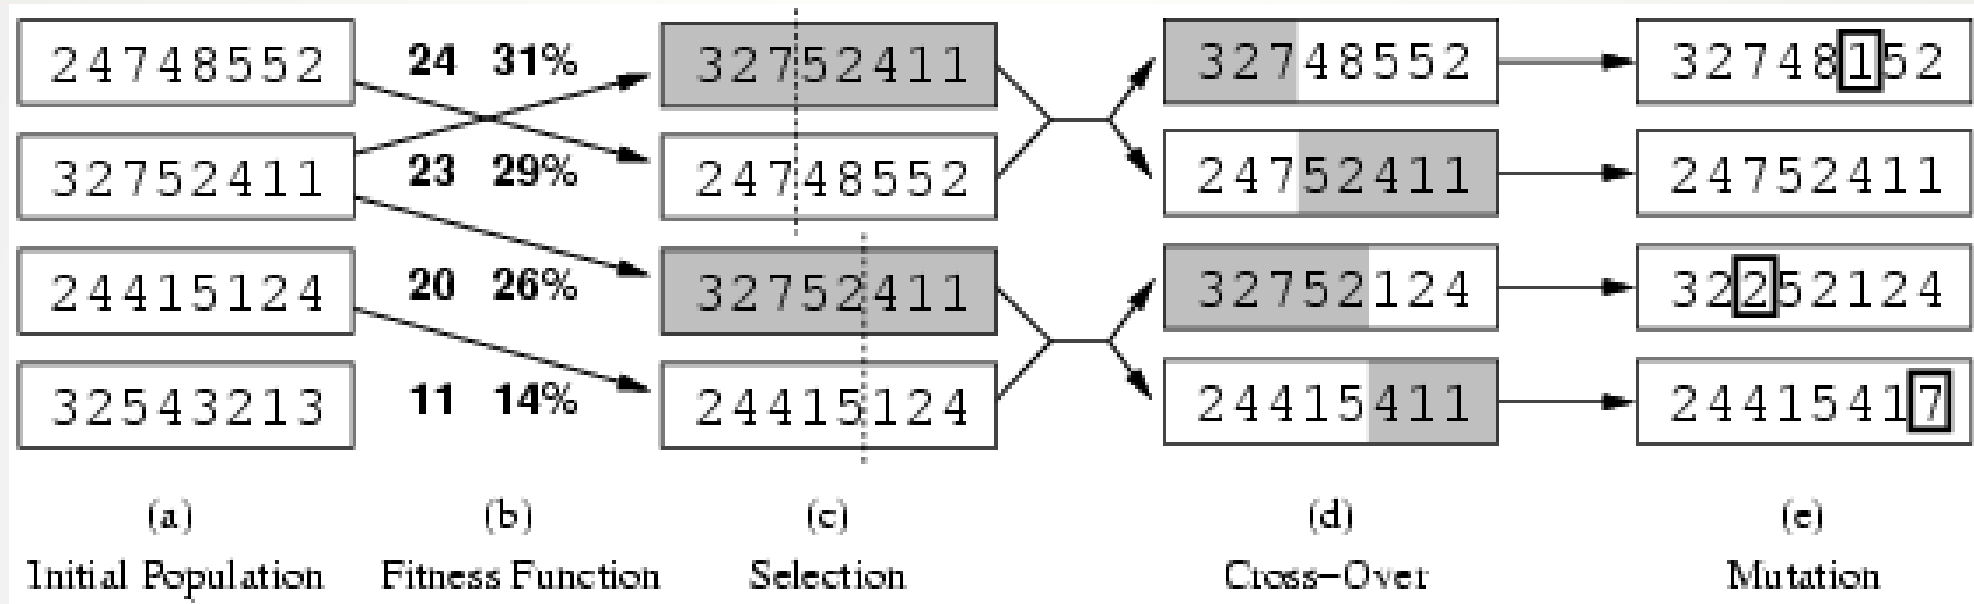 24748552 24 31% 32752411 32748552 32748152
32752411 23 29% 24748552 24752411 24752411
24415124 20 26% 32752411 32752124 32252124
32543213 11 14% 24415124 24415411 24415417
(a) (b) (c) (d) (e)
Initial Population Fitness Function Selection Cross–Over Mutation